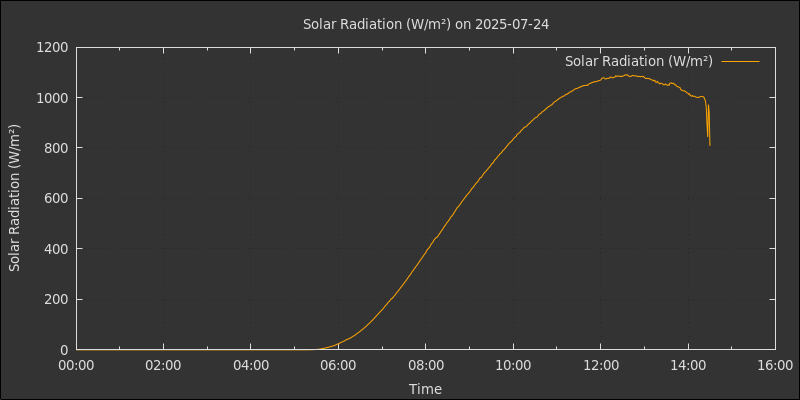 Solar Radiation (W/m²) on 2025-07-24
Solar Radiation (W/m²)
Solar Radiation (W/m²)
1200
1000
800
600
400
200
0
00:00 02:00 04:00 06:00 08:00 10:00 12:00 14:00 16:00
Time